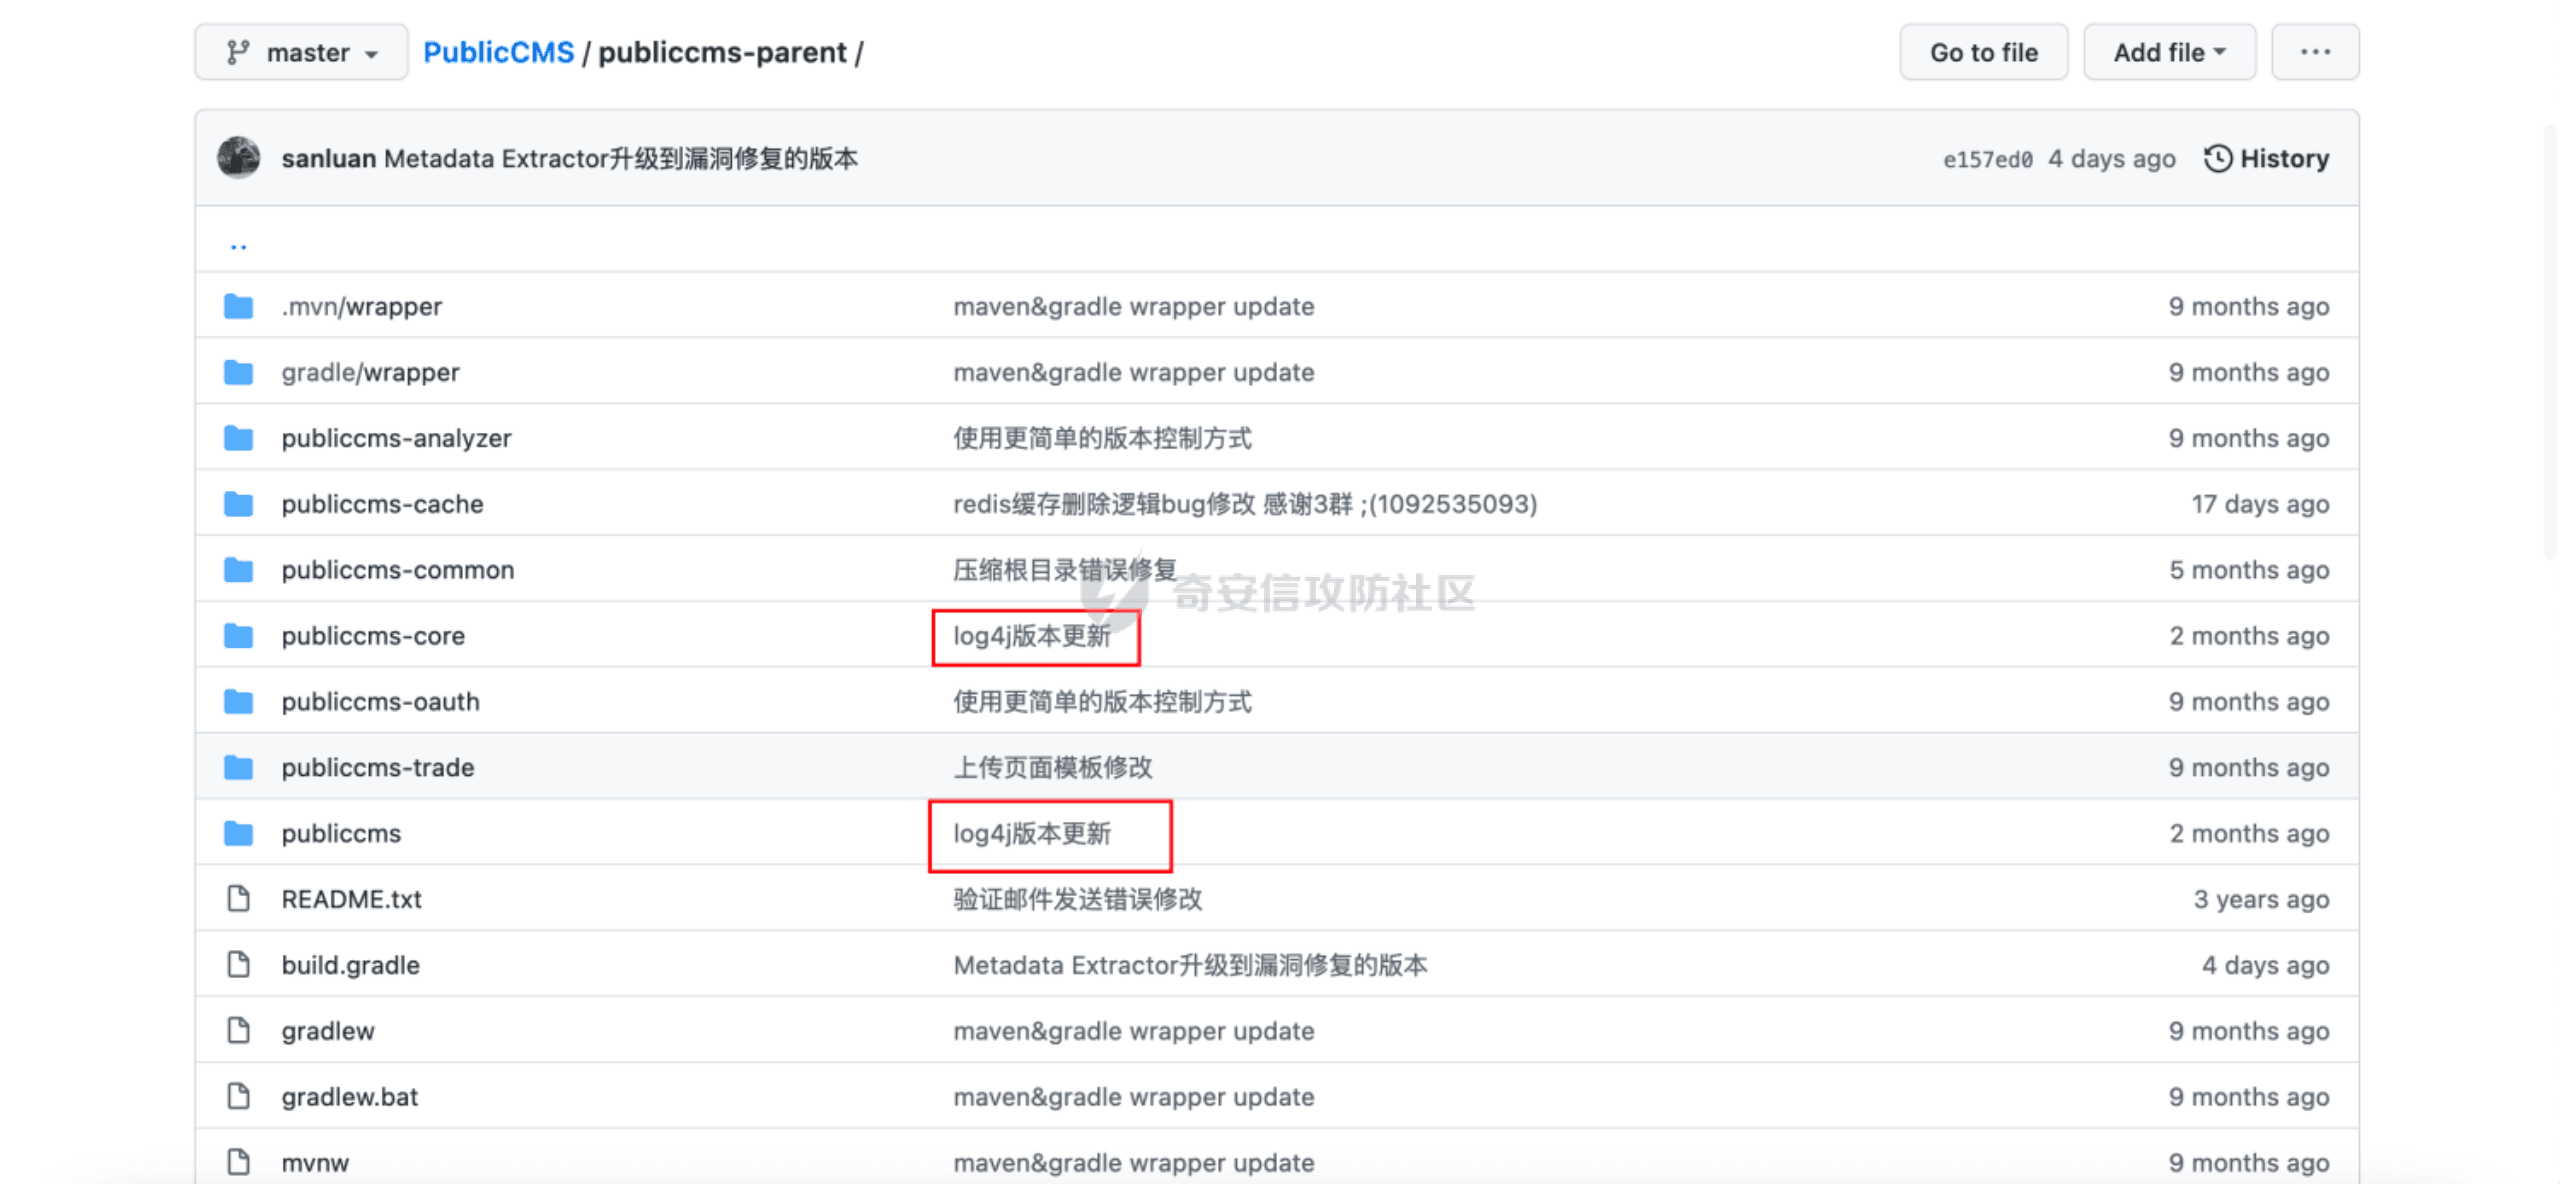 master PublicCMS / publiccms-parent / Go to file Add file ...
sanluan Metadata Extractor升级到漏洞修复的版本 e157ed0 4 days ago History
..
.mvn/wrapper maven&gradle wrapper update 9 months ago
gradle/wrapper maven&gradle wrapper update 9 months ago
publiccms-analyzer 使用更简单的版本控制方式 9 months ago
publiccms-cache redis缓存删除逻辑bug修改 感谢3群 ;(1092535093) 17 days ago
publiccms-common 压缩根目录错误修复 5 months ago
奇安信攻防社区
publiccms-core log4j版本更新 2 months ago
publiccms-oauth 使用更简单的版本控制方式 9 months ago
publiccms-trade 上传页面模板修改 9 months ago
publiccms log4j版本更新 2 months ago
README.txt 验证邮件发送错误修改 3 years ago
build.gradle Metadata Extractor升级到漏洞修复的版本 4 days ago
gradlew maven&gradle wrapper update 9 months ago
gradlew.bat maven&gradle wrapper update 9 months ago
mvnw maven&gradle wrapper update 9 months ago